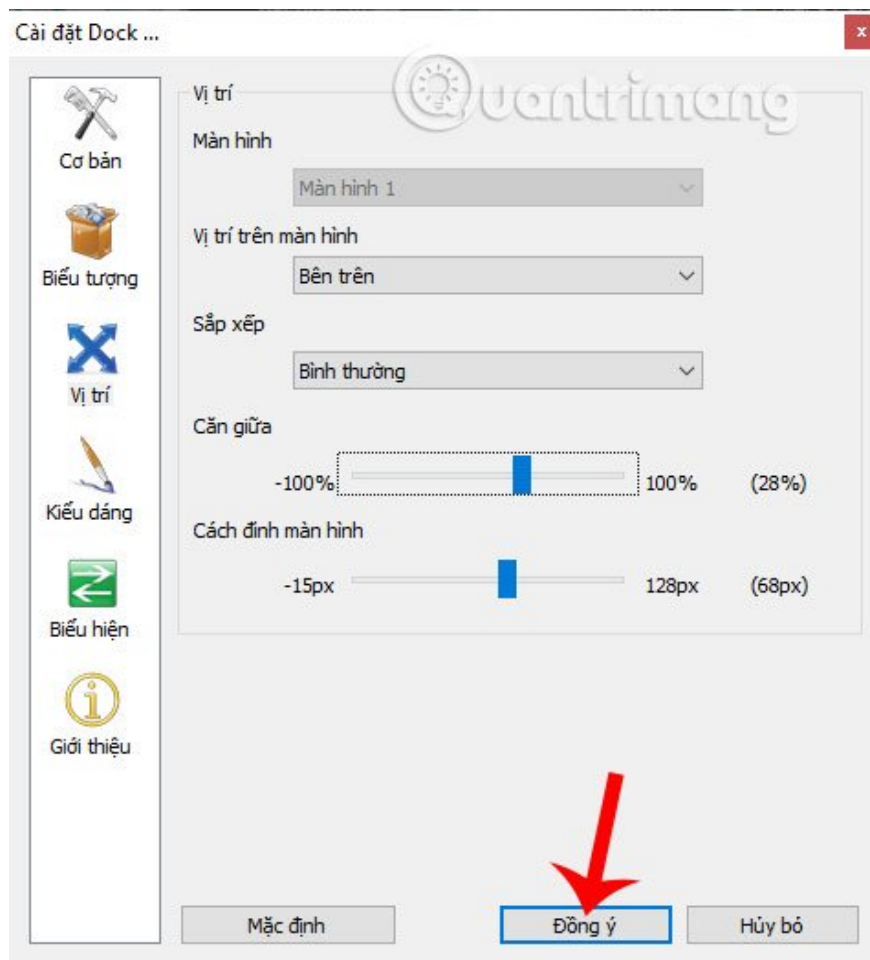 Cài đặt Dock ...
x
Quantrimang
Cơ bản
Biểu tượng
Vị trí
Kiểu dáng
Biểu hiện
Giới thiệu
Vị trí
Màn hình
Màn hình 1
Vị trí trên màn hình
Bên trên
Sắp xếp
Bình thường
Căn giữa
-100% 100% (28%)
Cách đỉnh màn hình
-15px 128px (68px)
Mặc định Đồng ý Hủy bỏ